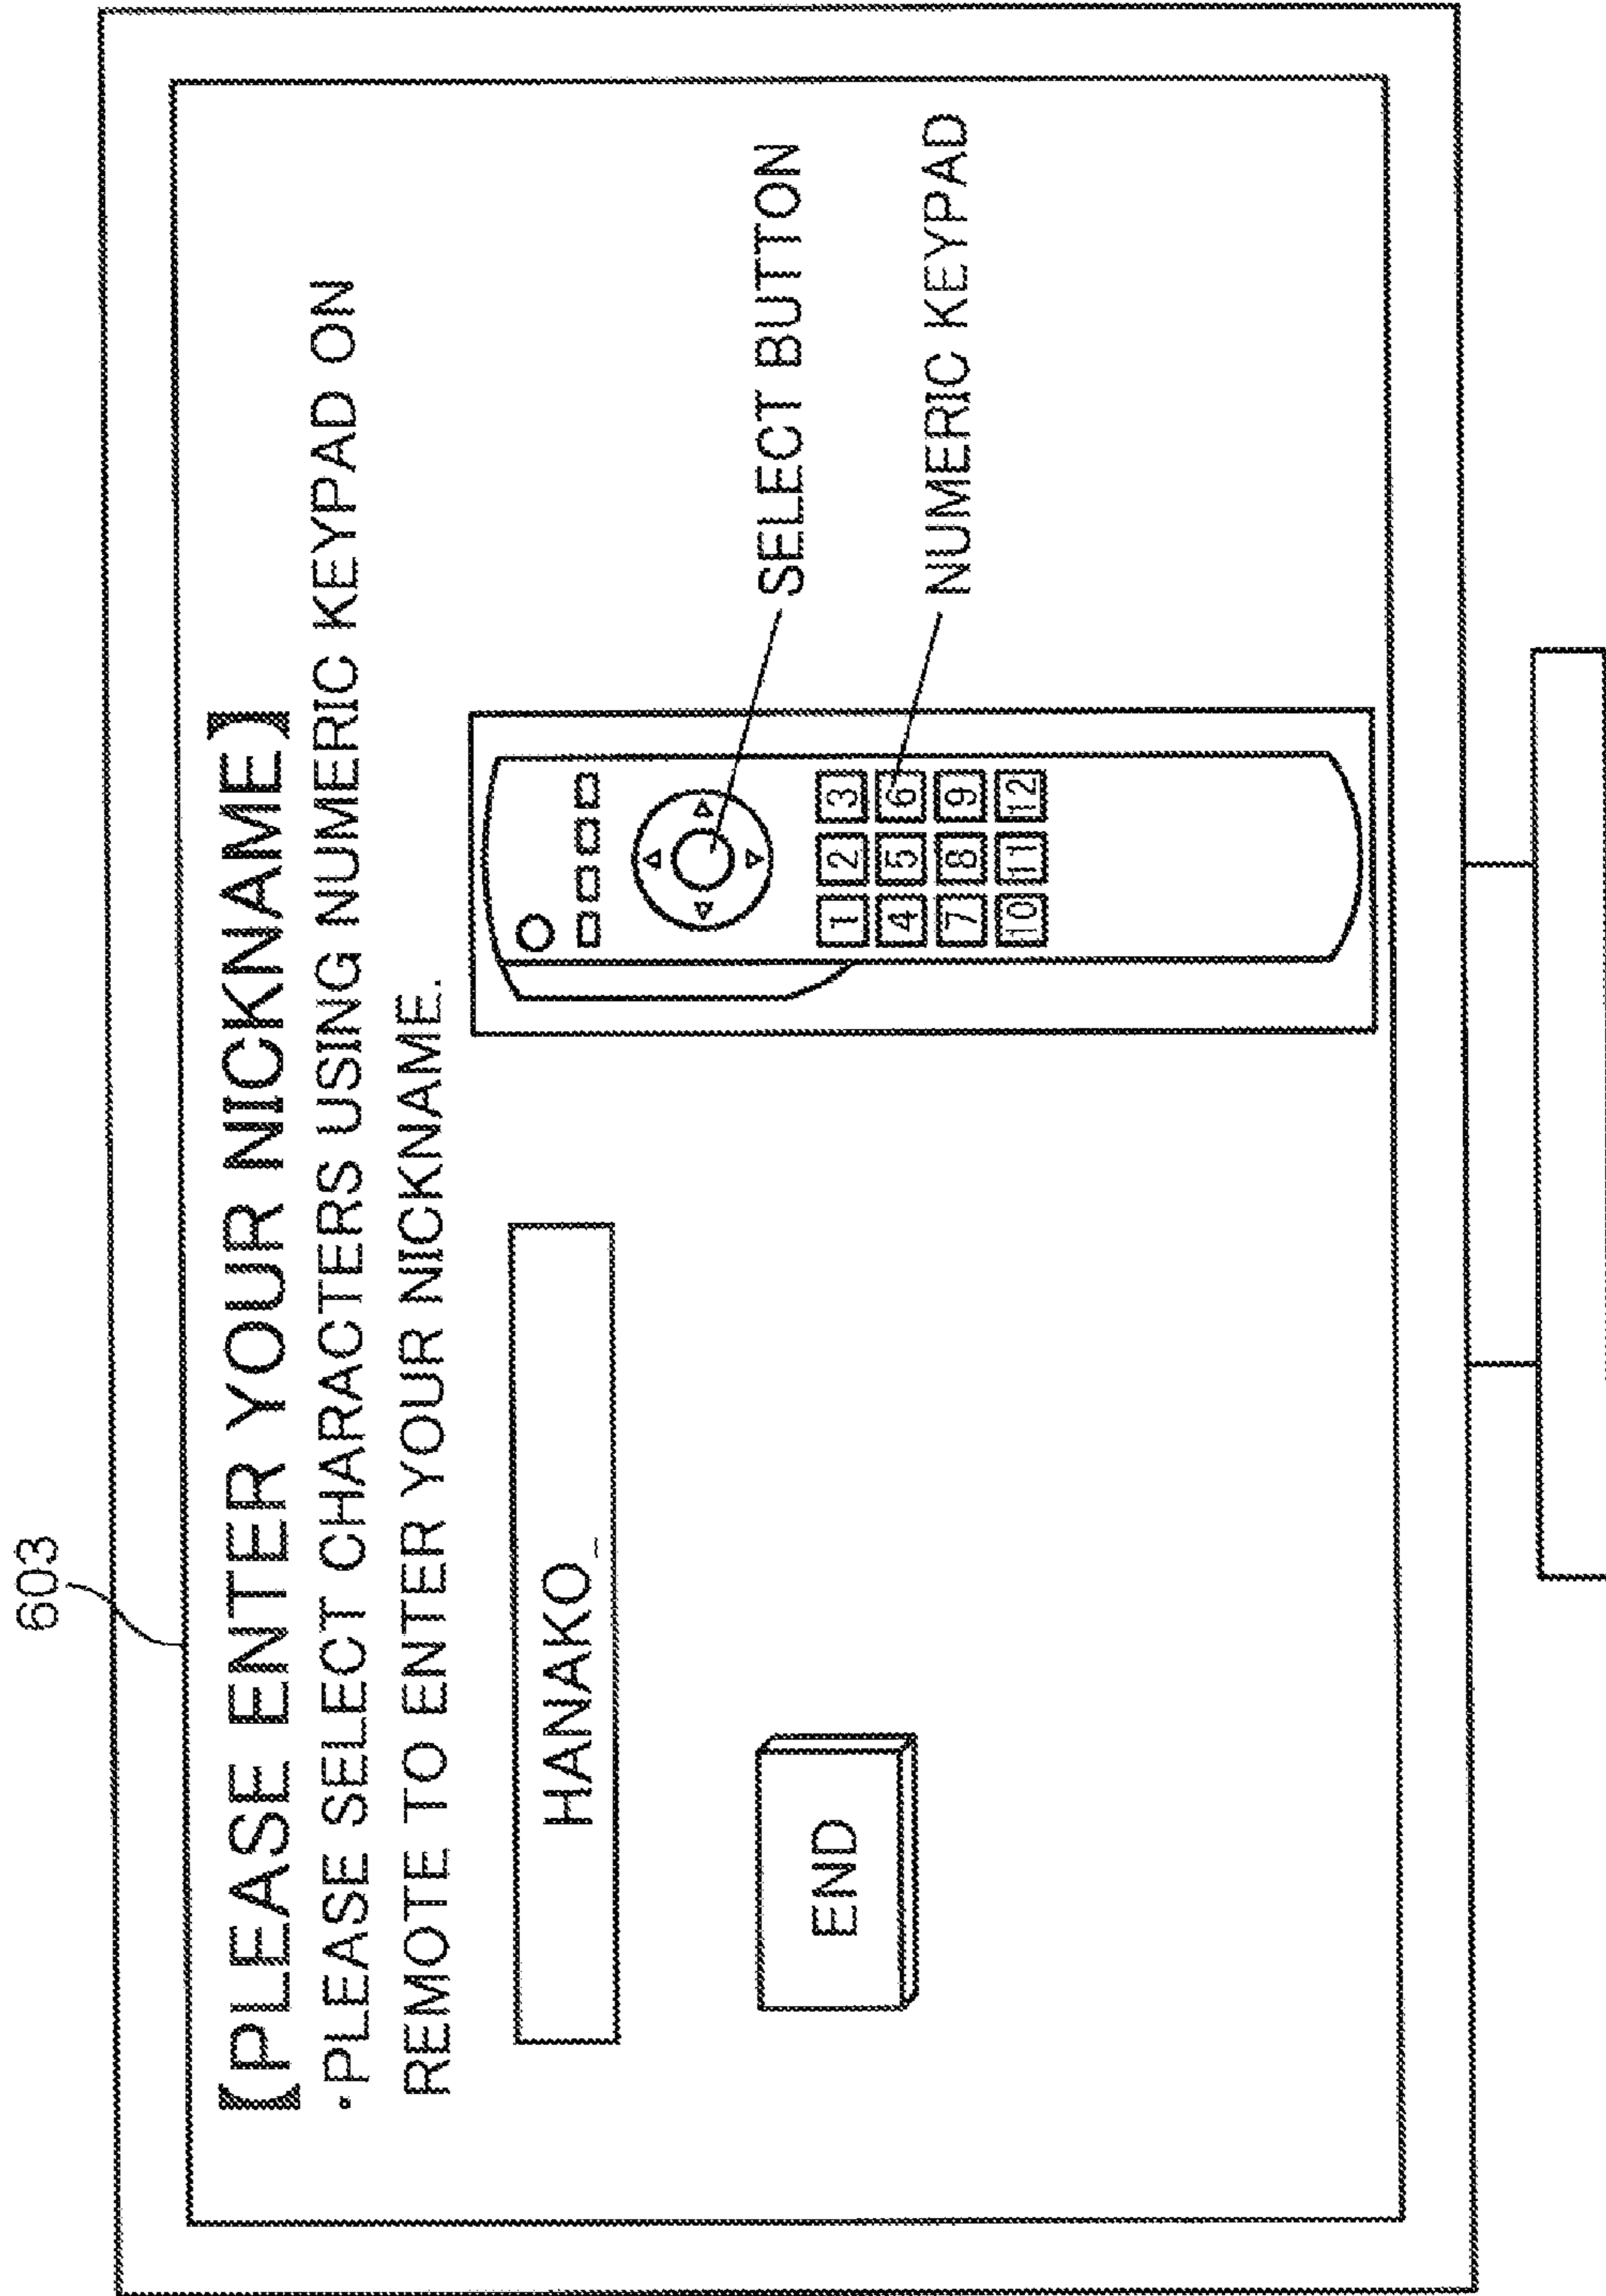 603
【PLEASE ENTER YOUR NICKNAME】
・PLEASE SELECT CHARACTERS USING NUMERIC KEYPAD ON
REMOTE TO ENTER YOUR NICKNAME.
HANAKO_
END
SELECT BUTTON
1 2 3
4 5 6
7 8 9
10 11 12
NUMERIC KEYPAD